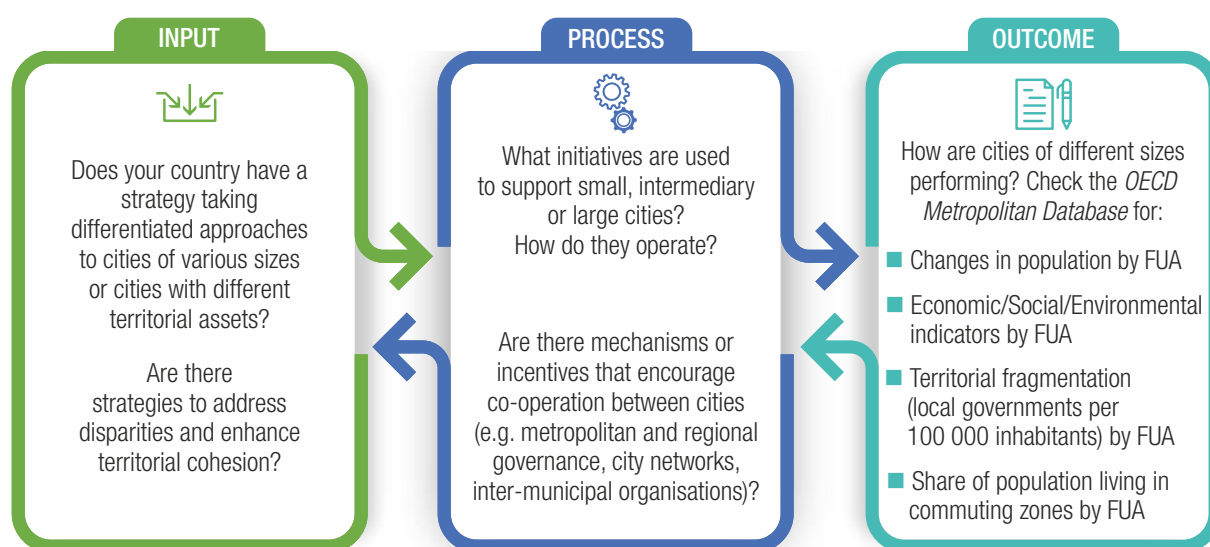 INPUT
Does your country have a
strategy taking
differentiated approaches
to cities of various sizes
or cities with different
territorial assets?
Are there
strategies to address
disparities and enhance
territorial cohesion?
PROCESS
What initiatives are used
to support small, intermediary
or large cities?
How do they operate?
Are there mechanisms or
incentives that encourage
co-operation between cities
(e.g. metropolitan and regional
governance, city networks,
inter-municipal organisations)?
OUTCOME
How are cities of different sizes
performing? Check the OECD
Metropolitan Database for:
■ Changes in population by FUA
■ Economic/Social/Environmental
indicators by FUA
■ Territorial fragmentation
(local governments per
100 000 inhabitants) by FUA
■ Share of population living in
commuting zones by FUA